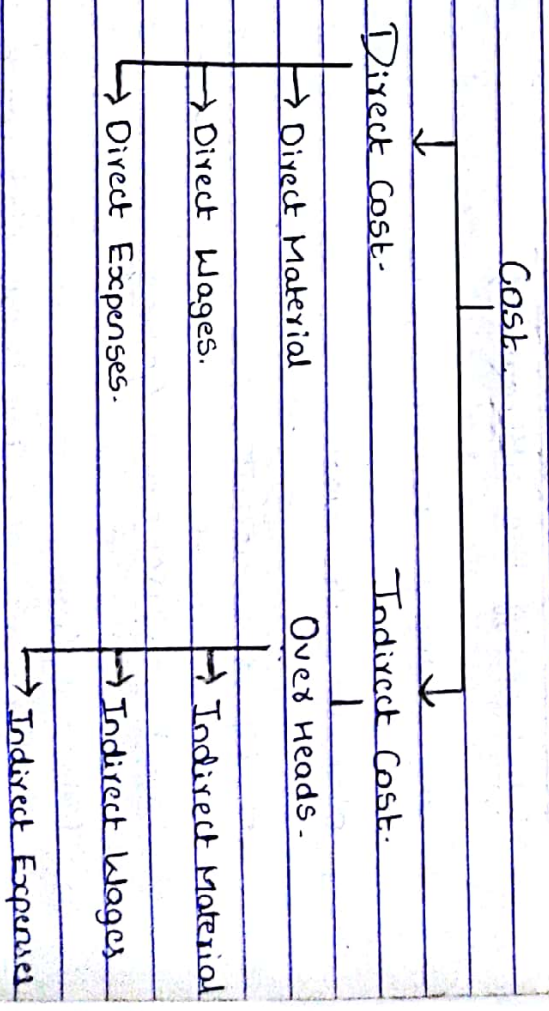 Cost.
Direct Cost. Indirect Cost.
Direct Material Over Heads.
Direct Wages. Indirect Material
Direct Expenses. Indirect Wages
Indirect Expenses